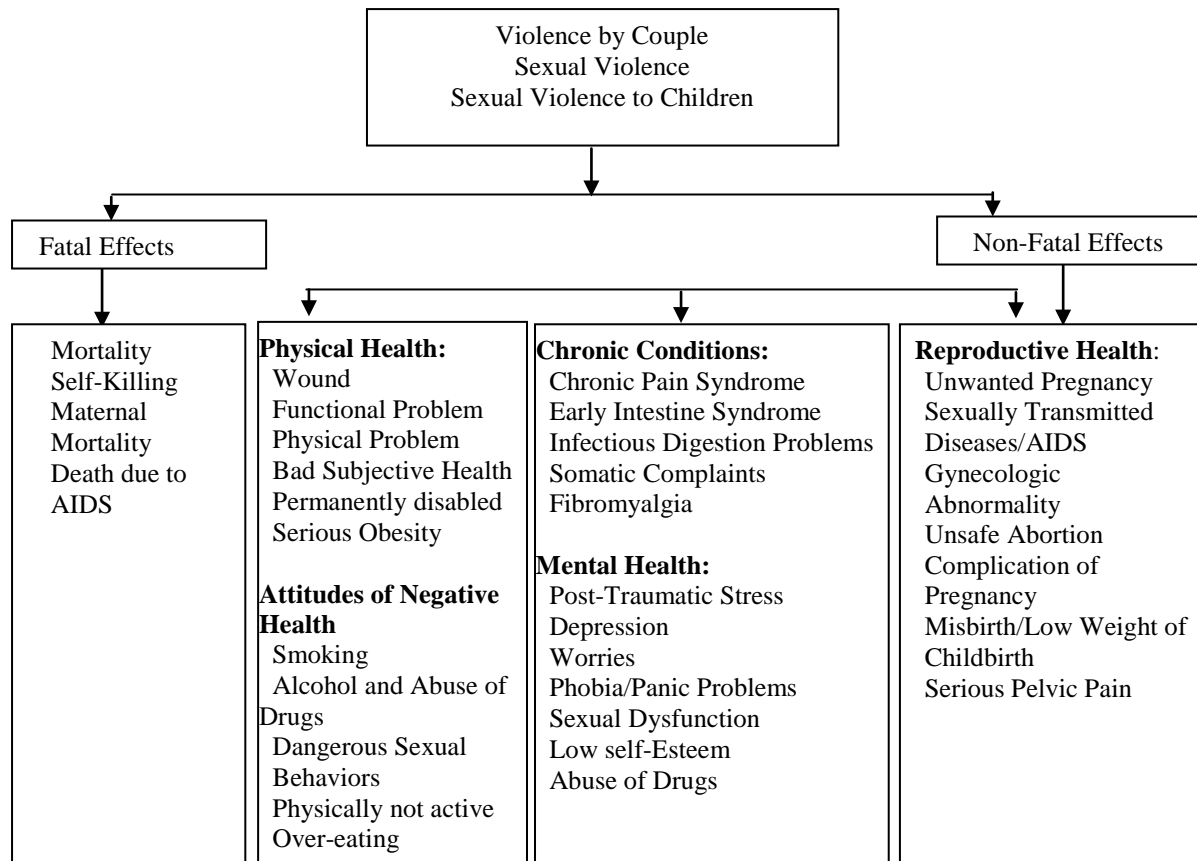 Violence by Couple
Sexual Violence
Sexual Violence to Children
Fatal Effects
Non-Fatal Effects
Mortality
Self-Killing
Maternal
Mortality
Death due to
AIDS
Physical Health:
Wound
Functional Problem
Physical Problem
Bad Subjective Health
Permanently disabled
Serious Obesity
Attitudes of Negative
Health
Smoking
Alcohol and Abuse of
Drugs
Dangerous Sexual
Behaviors
Physically not active
Over-eating
Chronic Conditions:
Chronic Pain Syndrome
Early Intestine Syndrome
Infectious Digestion Problems
Somatic Complaints
Fibromyalgia
Mental Health:
Post-Traumatic Stress
Depression
Worries
Phobia/Panic Problems
Sexual Dysfunction
Low self-Esteem
Abuse of Drugs
Reproductive Health:
Unwanted Pregnancy
Sexually Transmitted
Diseases/AIDS
Gynecologic
Abnormality
Unsafe Abortion
Complication of
Pregnancy
Misbirth/Low Weight of
Childbirth
Serious Pelvic Pain